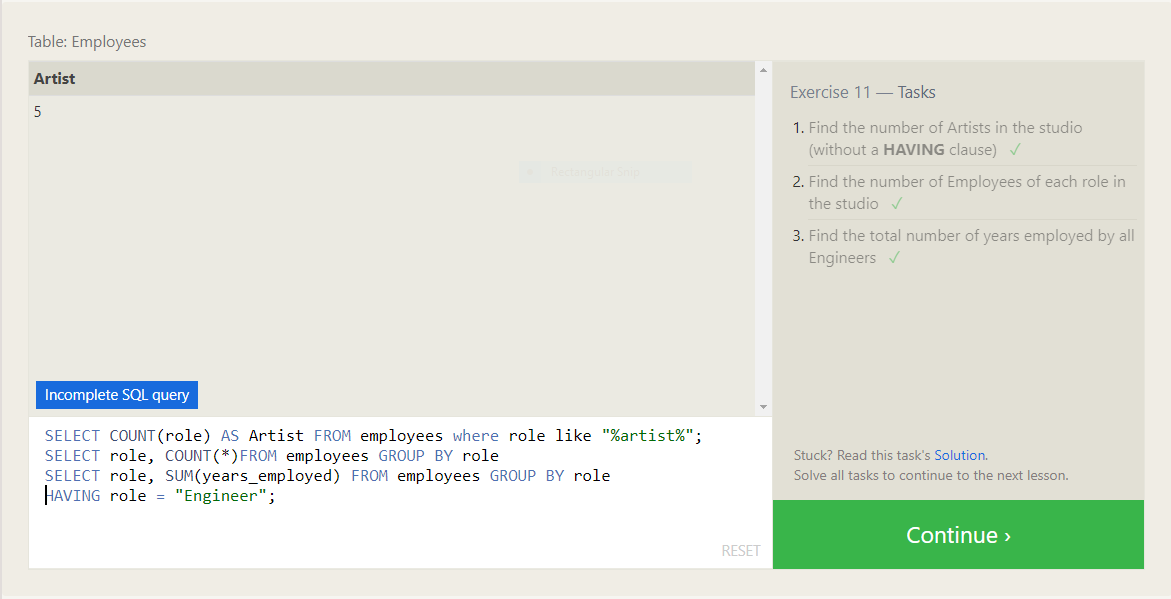 Table: Employees
Artist
5
Rectangular Snip
Incomplete SQL query
SELECT COUNT(role) AS Artist FROM employees where role like "%artist%";
SELECT role, COUNT(*)FROM employees GROUP BY role
SELECT role, SUM(years_employed) FROM employees GROUP BY role
HAVING role = "Engineer";
RESET
Exercise 11 — Tasks
1. Find the number of Artists in the studio
(without a HAVING clause) ✓
2. Find the number of Employees of each role in
the studio ✓
3. Find the total number of years employed by all
Engineers ✓
Stuck? Read this task's Solution.
Solve all tasks to continue to the next lesson.
Continue ›